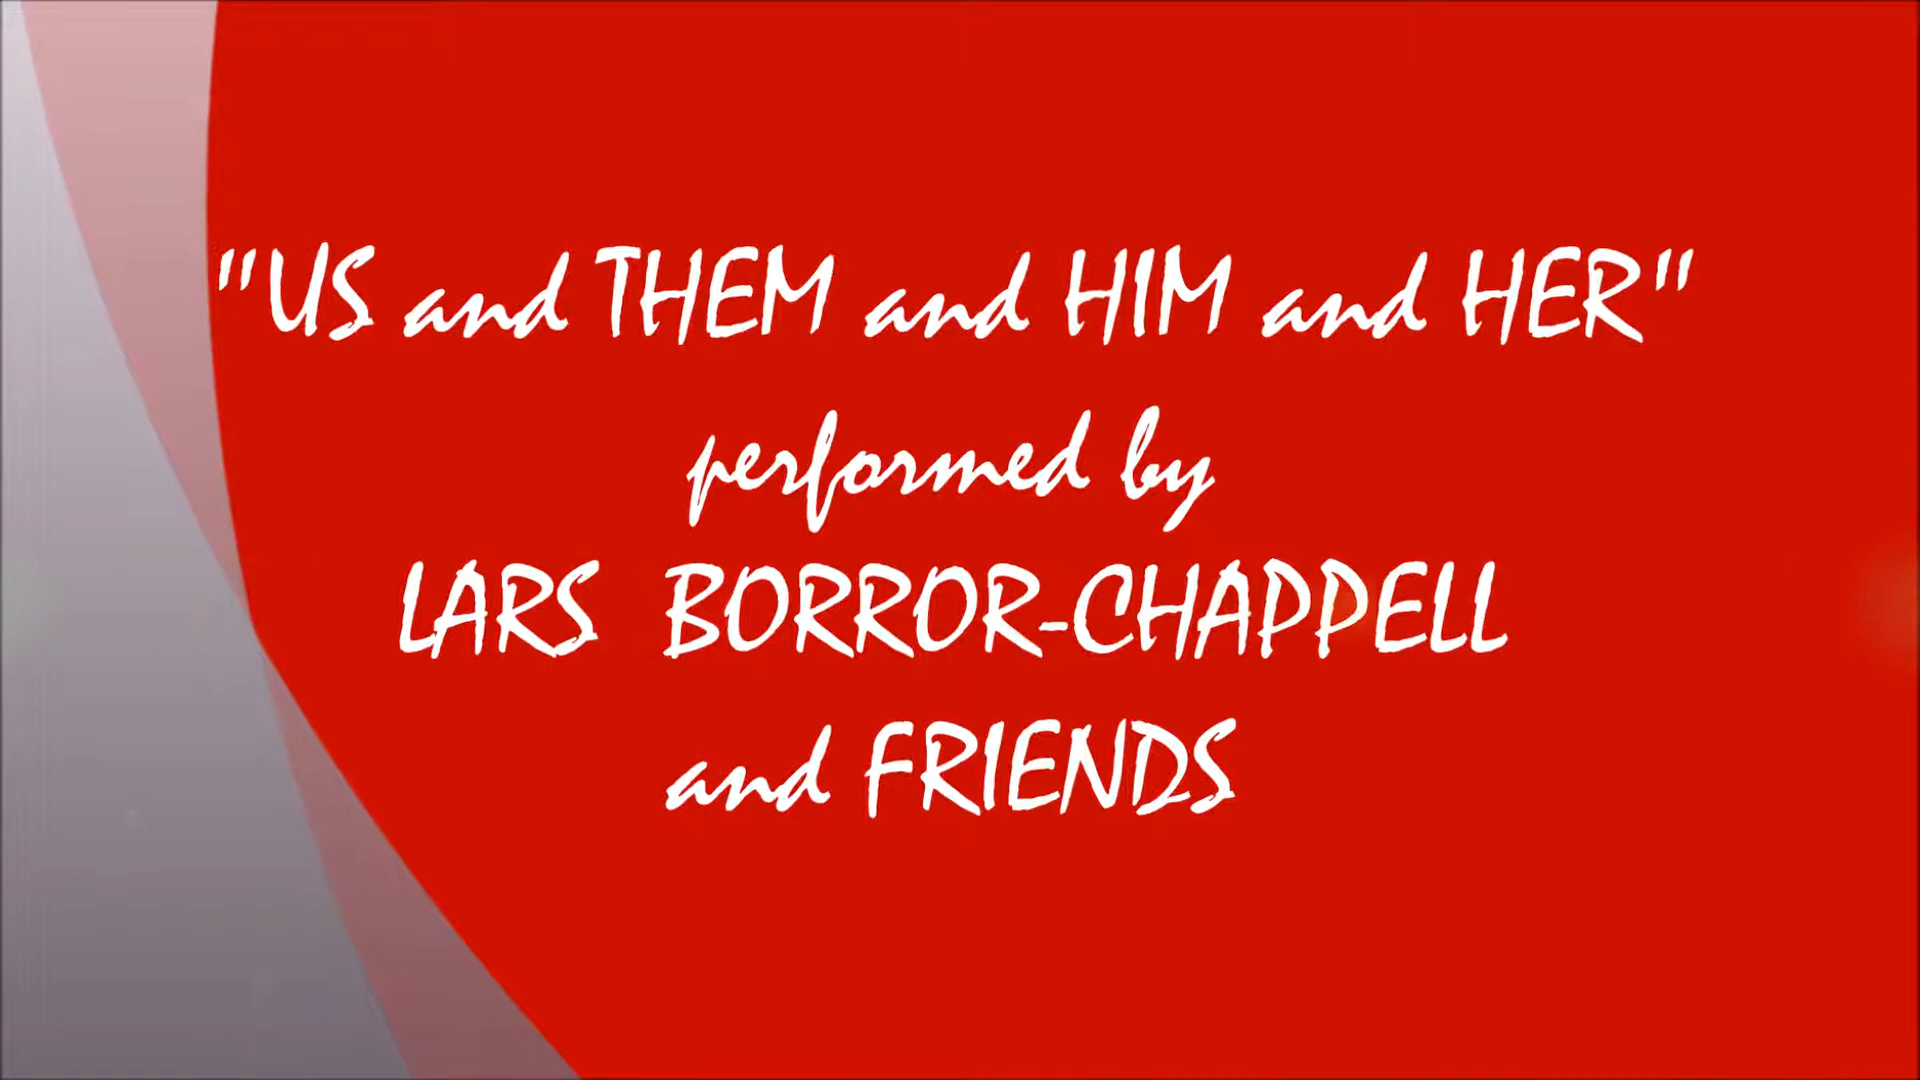 "US and THEM and HIM and HER"
performed by
LARS BORROR-CHAPPELL
and FRIENDS